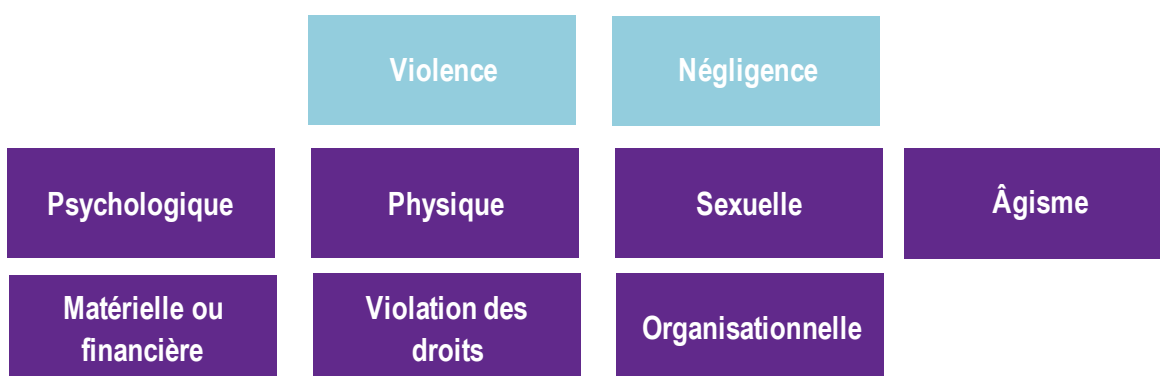 Violence
Négligence
Psychologique
Physique
Sexuelle
Âgisme
Matérielle ou
financière
Violation des
droits
Organisationnelle